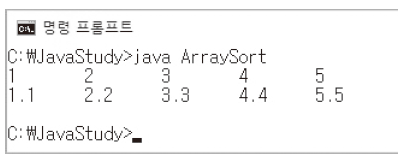 명령 프롬프트
C:₩JavaStudy>java ArraySort
1 2 3 4 5
1.1 2.2 3.3 4.4 5.5
C:₩JavaStudy>